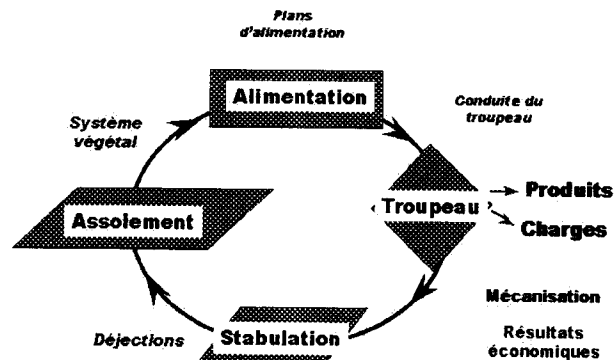 Plans
d'alimentation
Alimentation
Conduite du
troupeau
Système
végétal
Produits
Troupeau
Assolement
Charges
Mécanisation
Stabulation
Déjections
Résultats
économiques